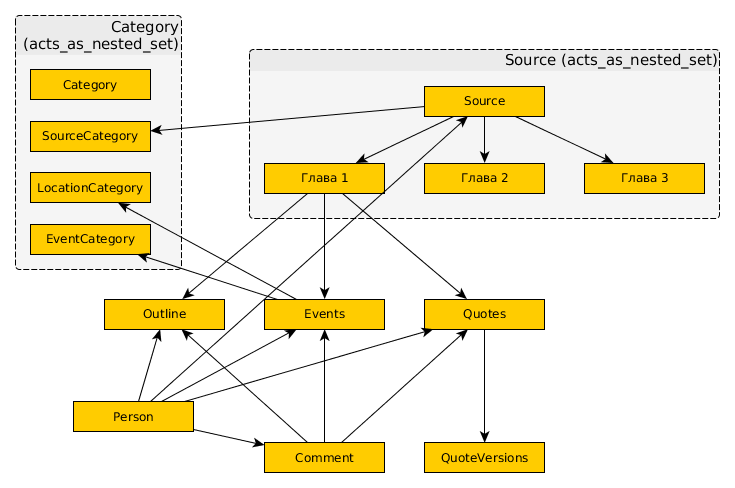 Category
(acts_as_nested_set)
Category
SourceCategory
LocationCategory
EventCategory
Source (acts_as_nested_set)
Source
Глава 1
Глава 2
Глава 3
Outline
Events
Quotes
Person
Comment
QuoteVersions